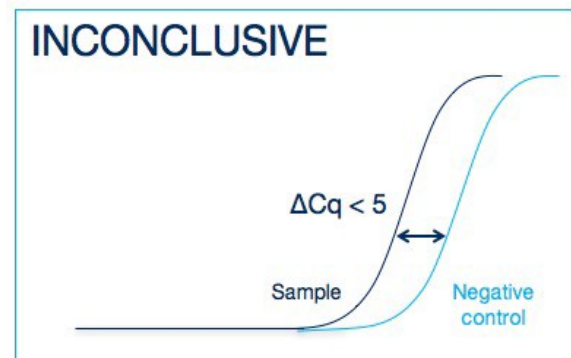 INCONCLUSIVE
ΔCq < 5
Sample
Negative
control